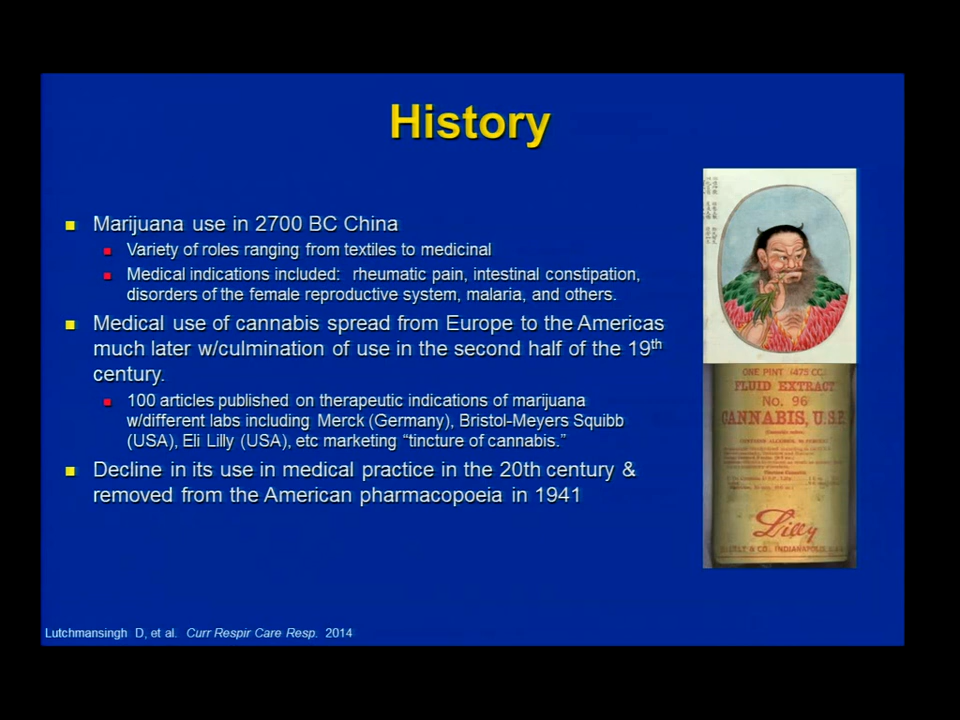 History
Marijuana use in 2700 BC China
Variety of roles ranging from textiles to medicinal
Medical indications included: rheumatic pain, intestinal constipation,
disorders of the female reproductive system, malaria, and others.
Medical use of cannabis spread from Europe to the Americas
much later w/culmination of use in the second half of the 19th
century.
100 articles published on therapeutic indications of marijuana
w/different labs including Merck (Germany), Bristol-Meyers Squibb
(USA), Eli Lilly (USA), etc marketing “tincture of cannabis.”
Decline in its use in medical practice in the 20th century &
removed from the American pharmacopoeia in 1941
ONE PINT (475 CC.)
FLUID EXTRACT
No. 96
CANNABIS, U.S.P.
Lilly
& CO., INDIANAPOLIS,
Lutchmansingh D, et al. Curr Respir Care Resp. 2014